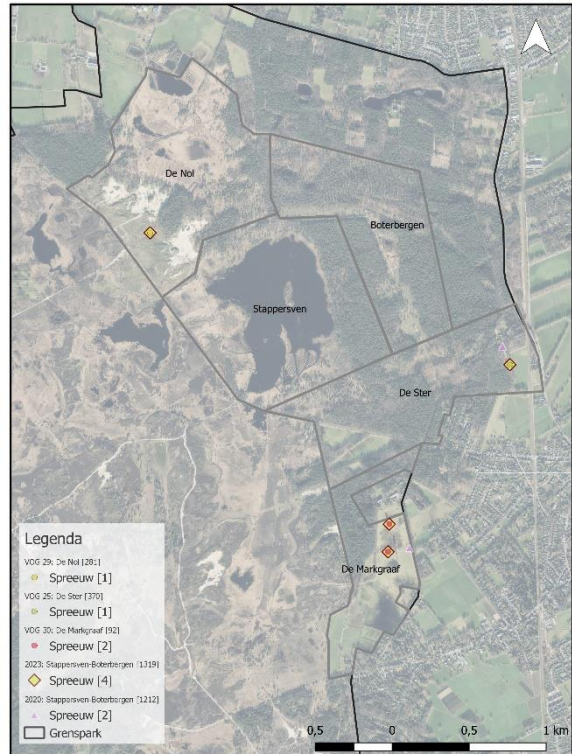 De Nol
Boterbergen
Stappersven
De Ster
De Markgraaf
Legenda
VOG 29: De Nol [281]
Spreeuw [1]
VOG 25: De Ster [370]
Spreeuw [1]
VOG 30: De Markgraaf [92]
Spreeuw [2]
2023: Stappersven-Boterbergen [1319]
Spreeuw [4]
2020: Stappersven-Boterbergen [1212]
Spreeuw [2]
Grenspark
0,5 0 0,5 1 km